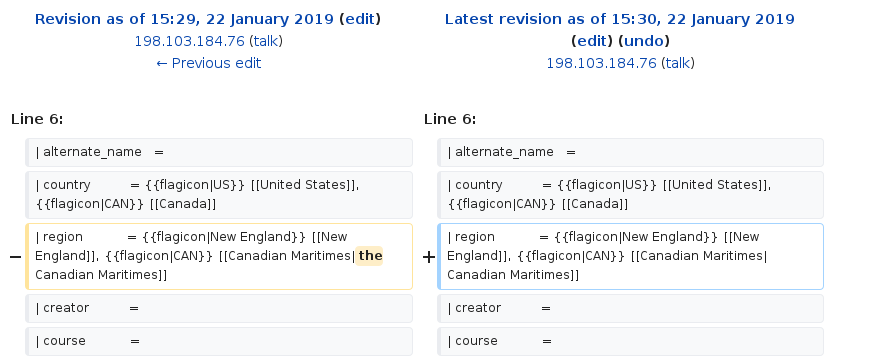 Revision as of 15:29, 22 January 2019 (edit)
198.103.184.76 (talk)
← Previous edit
Latest revision as of 15:30, 22 January 2019
(edit) (undo)
198.103.184.76 (talk)
Line 6:
Line 6:
| alternate_name =
| alternate_name =
| country = {{flagicon|US}} [[United States]],
{{flagicon|CAN}} [[Canada]]
| country = {{flagicon|US}} [[United States]],
{{flagicon|CAN}} [[Canada]]
− | region = {{flagicon|New England}} [[New
England]], {{flagicon|CAN}} [[Canadian Maritimes| the
Canadian Maritimes]]
+ | region = {{flagicon|New England}} [[New
England]], {{flagicon|CAN}} [[Canadian Maritimes|
Canadian Maritimes]]
| creator =
| creator =
| course =
| course =